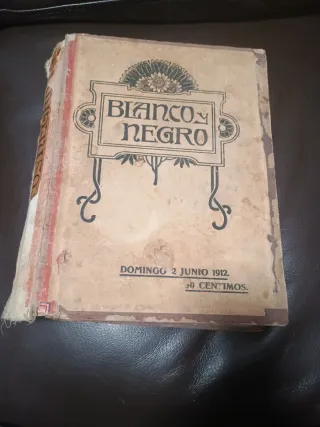 BLANCO Y
NEGRO
DOMINGO 2 JUNIO 1912.
CENTIMOS.